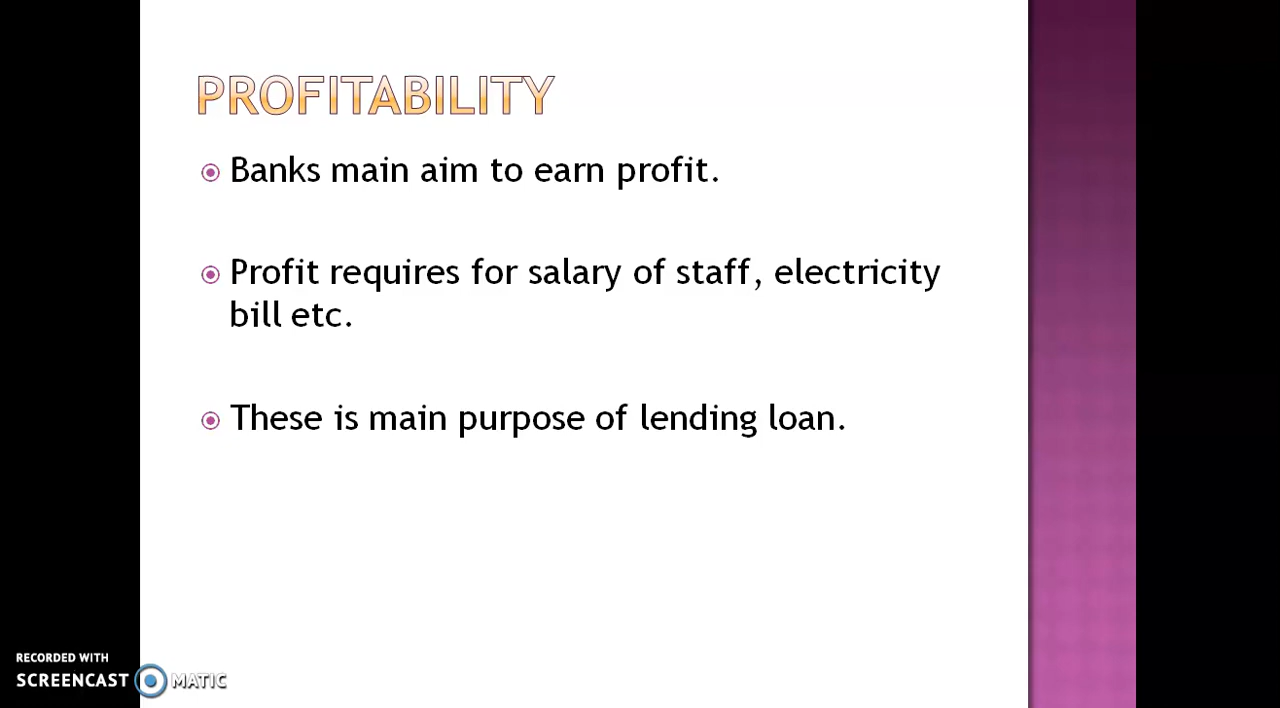 PROFITABILITY
Banks main aim to earn profit.
Profit requires for salary of staff, electricity
bill etc.
These is main purpose of lending loan.
RECORDED WITH
SCREENCAST MATIC